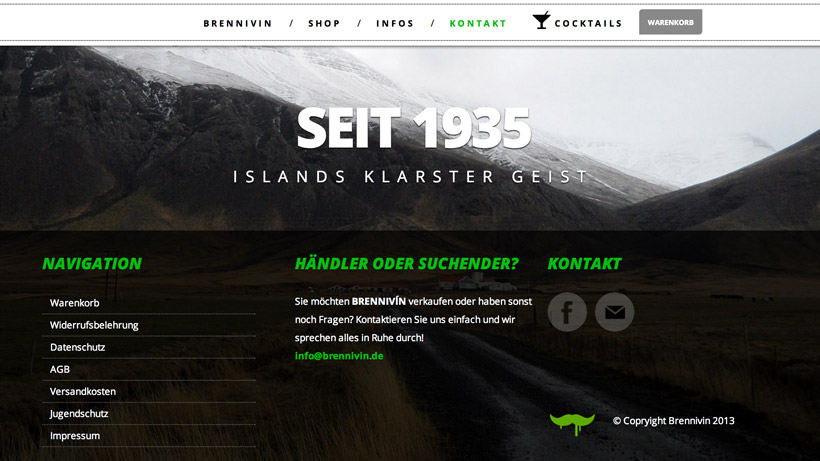 BRENNIVIN / SHOP / INFOS / KONTAKT COCKTAILS WARENKORB
SEIT 1935
ISLANDS KLARSTER GEIST
NAVIGATION
Warenkorb
Widerrufsbelehrung
Datenschutz
AGB
Versandkosten
Jugendschutz
Impressum
HÄNDLER ODER SUCHENDER?
Sie möchten BRENNIVÍN verkaufen oder haben sonst
noch Fragen? Kontaktieren Sie uns einfach und wir
sprechen alles in Ruhe durch!
info@brennivin.de
KONTAKT
f
© Copryight Brennivin 2013